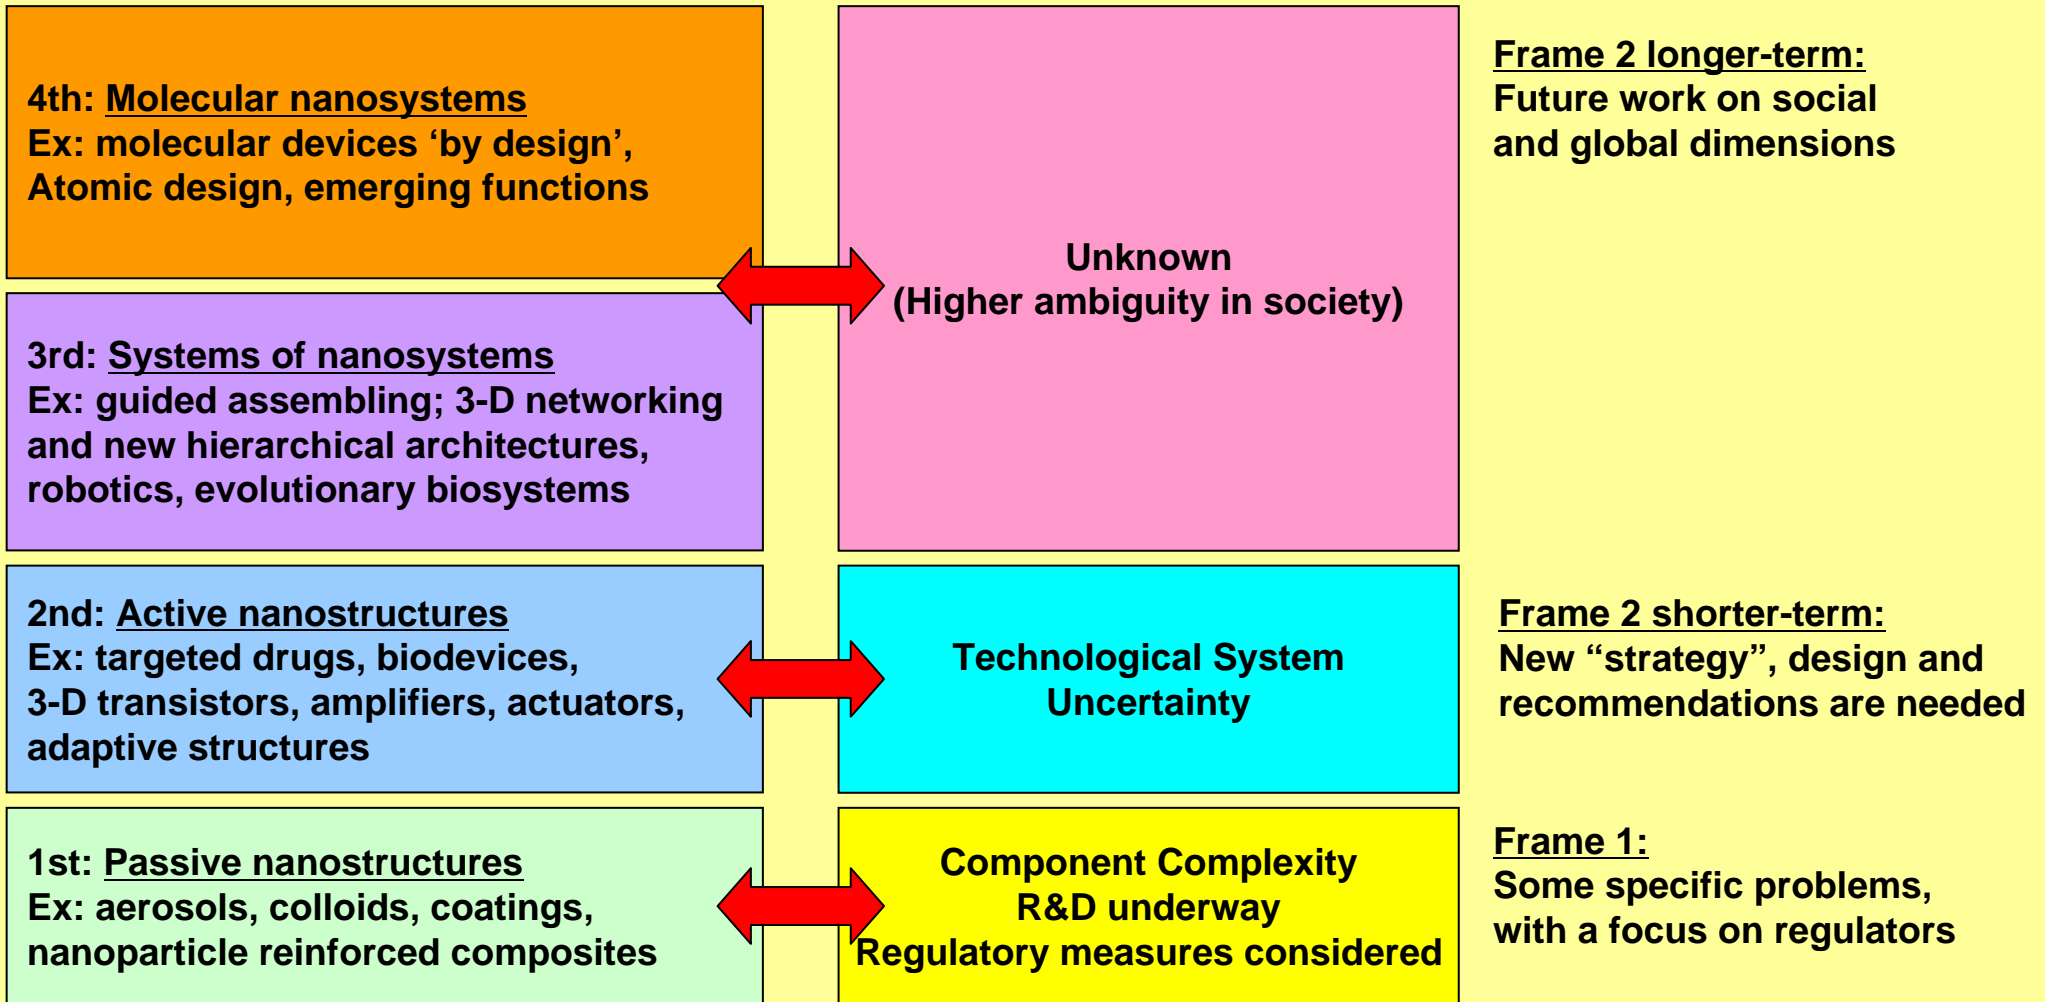 4th: Molecular nanosystems
Ex: molecular devices ‘by design’,
Atomic design, emerging functions
3rd: Systems of nanosystems
Ex: guided assembling; 3-D networking
and new hierarchical architectures,
robotics, evolutionary biosystems
Unknown
(Higher ambiguity in society)
Frame 2 longer-term:
Future work on social
and global dimensions
2nd: Active nanostructures
Ex: targeted drugs, biodevices,
3-D transistors, amplifiers, actuators,
adaptive structures
Technological System
Uncertainty
Frame 2 shorter-term:
New “strategy”, design and
recommendations are needed
1st: Passive nanostructures
Ex: aerosols, colloids, coatings,
nanoparticle reinforced composites
Component Complexity
R&D underway
Regulatory measures considered
Frame 1:
Some specific problems,
with a focus on regulators